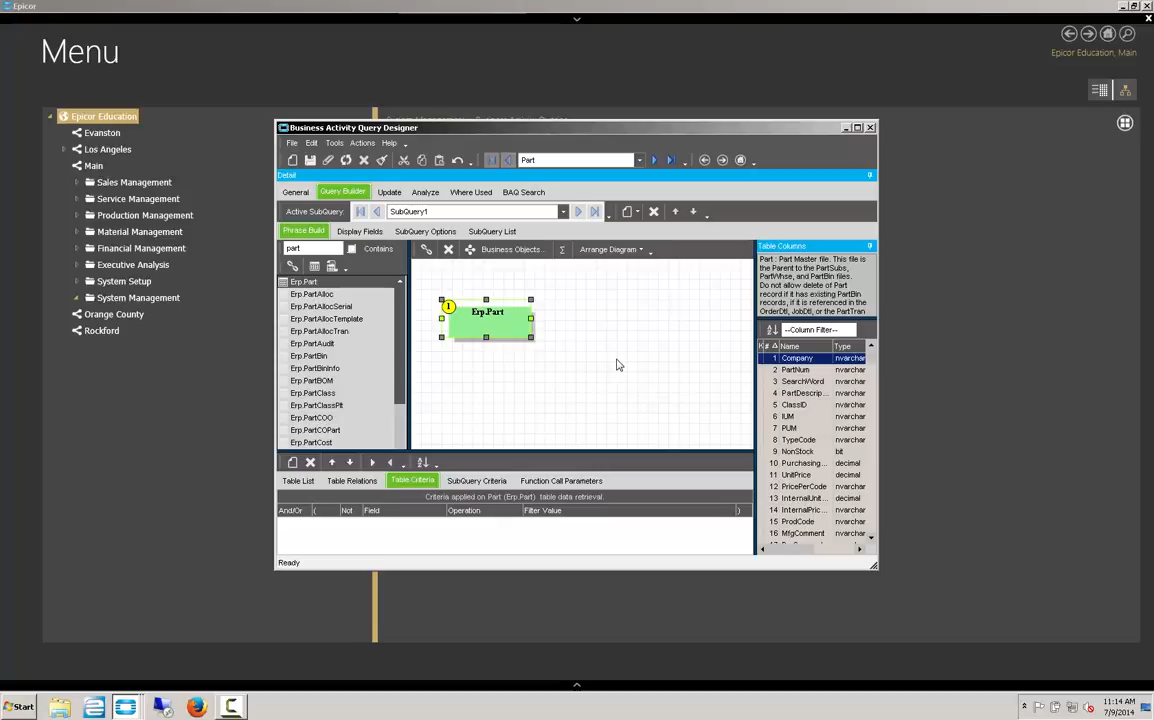 Epicor
Menu
Epicor Education, Main
Epicor Education
Evanston
Los Angeles
Main
Sales Management
Service Management
Production Management
Material Management
Financial Management
Executive Analysis
System Setup
System Management
Orange County
Rockford
Business Activity Query Designer
File Edit Tools Actions Help
Part
Detail
General Query Builder Update Analyze Where Used BAQ Search
Active SubQuery: SubQuery1
Phrase Build Display Fields SubQuery Options SubQuery List
part Contains
Business Objects... Σ Arrange Diagram
Erp.Part
Erp.PartAlloc
Erp.PartAllocSerial
Erp.PartAllocTemplate
Erp.PartAllocTran
Erp.PartAudit
Erp.PartBin
Erp.PartBinInfo
Erp.PartBOM
Erp.PartClass
Erp.PartClassPlt
Erp.PartCOO
Erp.PartCOPart
Erp.PartCost
1
Erp.Part
Table Columns
Part : Part Master file. This file is
the Parent to the PartSubs,
PartWhse, and PartBin files.
Do not allow delete of Part
record if it has existing PartBin
records, if it is referenced in the
OrderDtl, JobDtl, or the PartTran
--Column Filter--
K # Name Type
1 Company nvarchar
2 PartNum nvarchar
3 SearchWord nvarchar
4 PartDescrip... nvarchar
5 ClassID nvarchar
6 IUM nvarchar
7 PUM nvarchar
8 TypeCode nvarchar
9 NonStock bit
10 Purchasing... decimal
11 UnitPrice decimal
12 PricePerCode nvarchar
13 InternalUnit... decimal
14 InternalPric... nvarchar
15 ProdCode nvarchar
16 MfgComment nvarchar
Table List Table Relations Table Criteria SubQuery Criteria Function Call Parameters
Criteria applied on Part (Erp.Part) table data retrieval.
And/Or ( Not Field Operation Filter Value )
Ready
Start
11:14 AM
7/9/2014